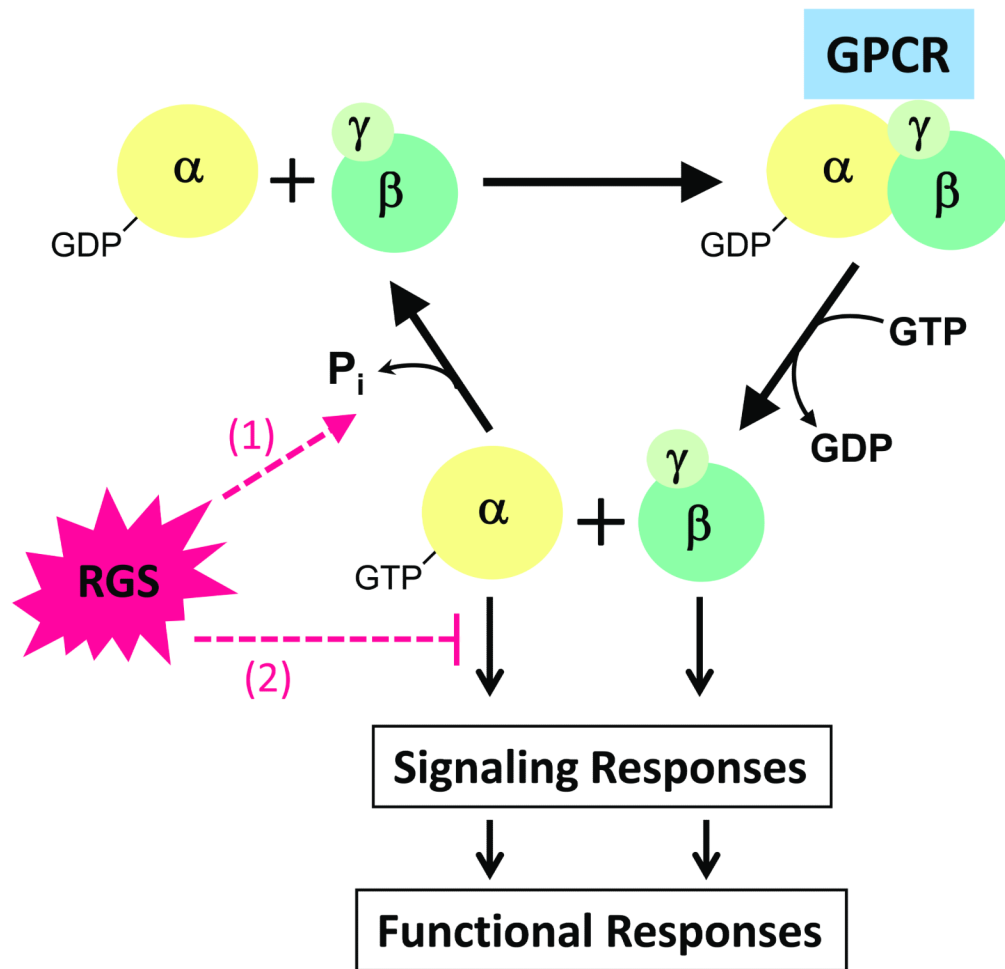 GPCR
α + γ β
GDP
α γ β
GDP
GTP
GDP
Pi
(1)
RGS
(2)
α + γ β
GTP
Signaling Responses
Functional Responses